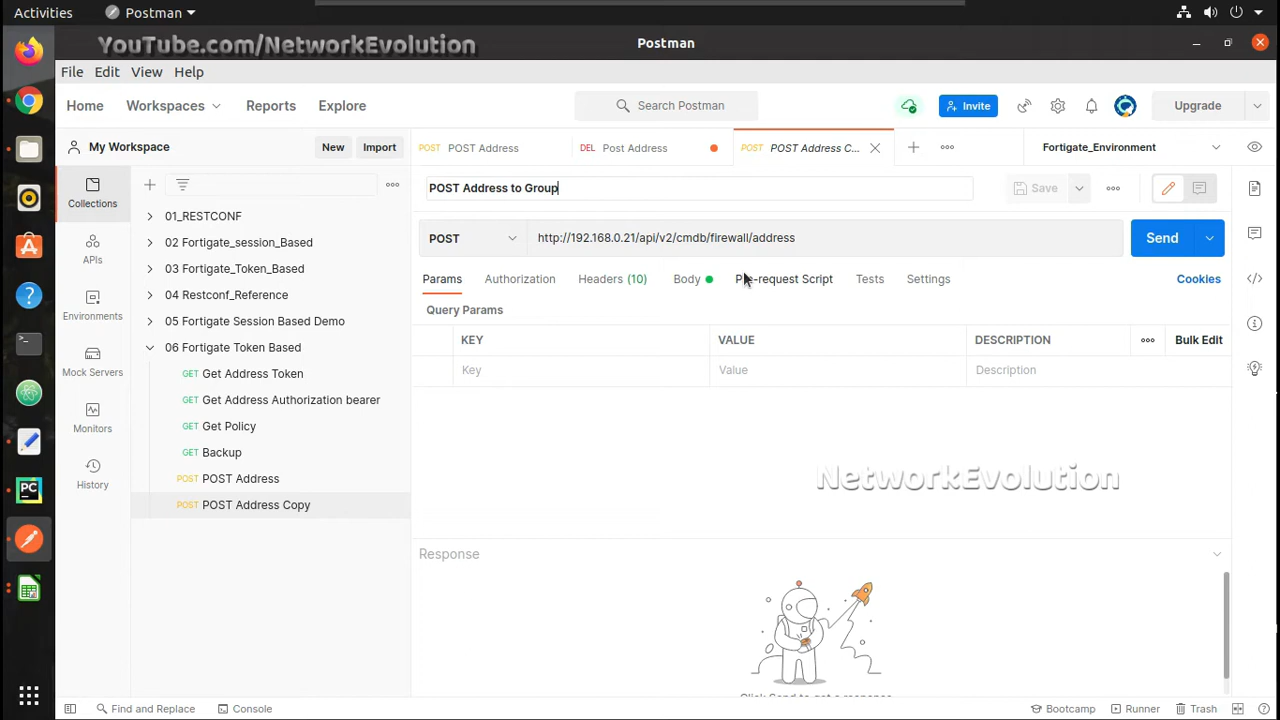 Activities
Postman
YouTube.com/NetworkEvolution
Postman
File Edit View Help
Home Workspaces Reports Explore
Search Postman
Invite
Upgrade
My Workspace
New Import
POST POST Address
DEL Post Address
POST POST Address C...
Fortigate_Environment
Collections
APIs
Environments
Mock Servers
Monitors
History
01_RESTCONF
02 Fortigate_session_Based
03 Fortigate_Token_Based
04 Restconf_Reference
05 Fortigate Session Based Demo
06 Fortigate Token Based
GET Get Address Token
GET Get Address Authorization bearer
GET Get Policy
GET Backup
POST POST Address
POST POST Address Copy
POST Address to Group
Save
POST
http://192.168.0.21/api/v2/cmdb/firewall/address
Send
Params Authorization Headers (10) Body Pre-request Script Tests Settings
Cookies
Query Params
KEY VALUE DESCRIPTION
Bulk Edit
Key Value Description
NetworkEvolution
Response
Click Send to get a response
Find and Replace
Console
Bootcamp
Runner
Trash